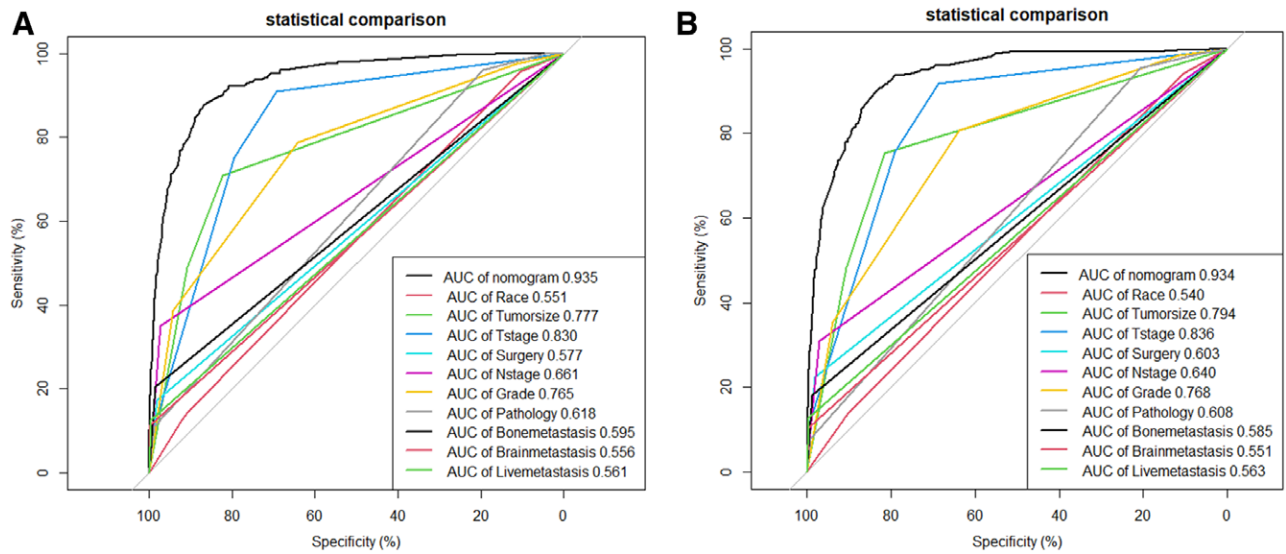 A
statistical comparison
Sensitivity (%)
100
80
60
40
20
0
AUC of nomogram 0.935
AUC of Race 0.551
AUC of Tumorsize 0.777
AUC of Tstage 0.830
AUC of Surgery 0.577
AUC of Nstage 0.661
AUC of Grade 0.765
AUC of Pathology 0.618
AUC of Bonemetastasis 0.595
AUC of Brainmetastasis 0.556
AUC of Livemetastasis 0.561
100 80 60 40 20 0
Specificity (%)
B
statistical comparison
Sensitivity (%)
100
80
60
40
20
0
AUC of nomogram 0.934
AUC of Race 0.540
AUC of Tumorsize 0.794
AUC of Tstage 0.836
AUC of Surgery 0.603
AUC of Nstage 0.640
AUC of Grade 0.768
AUC of Pathology 0.608
AUC of Bonemetastasis 0.585
AUC of Brainmetastasis 0.551
AUC of Livemetastasis 0.563
100 80 60 40 20 0
Specificity (%)